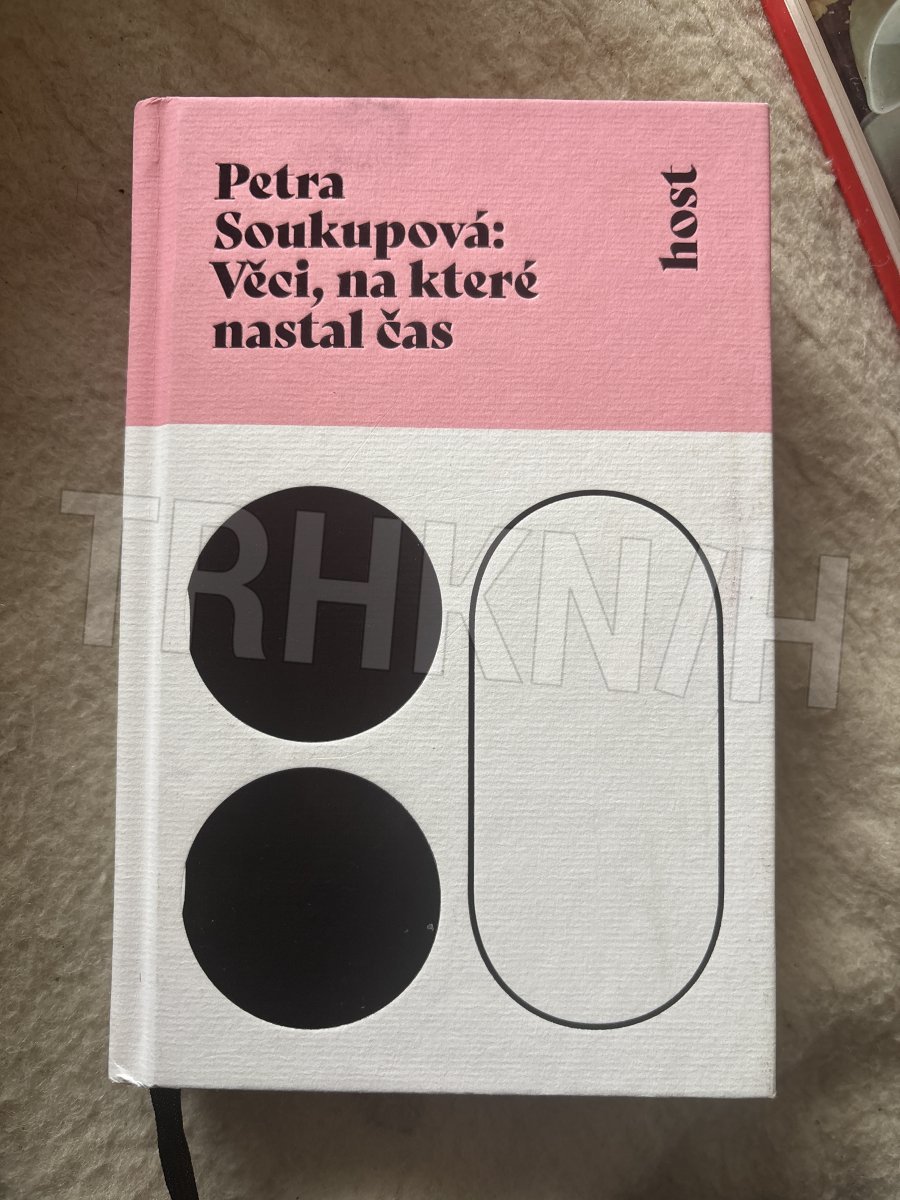 Petra
Soukupová:
Věci, na které
nastal čas
host
TRHKNIH